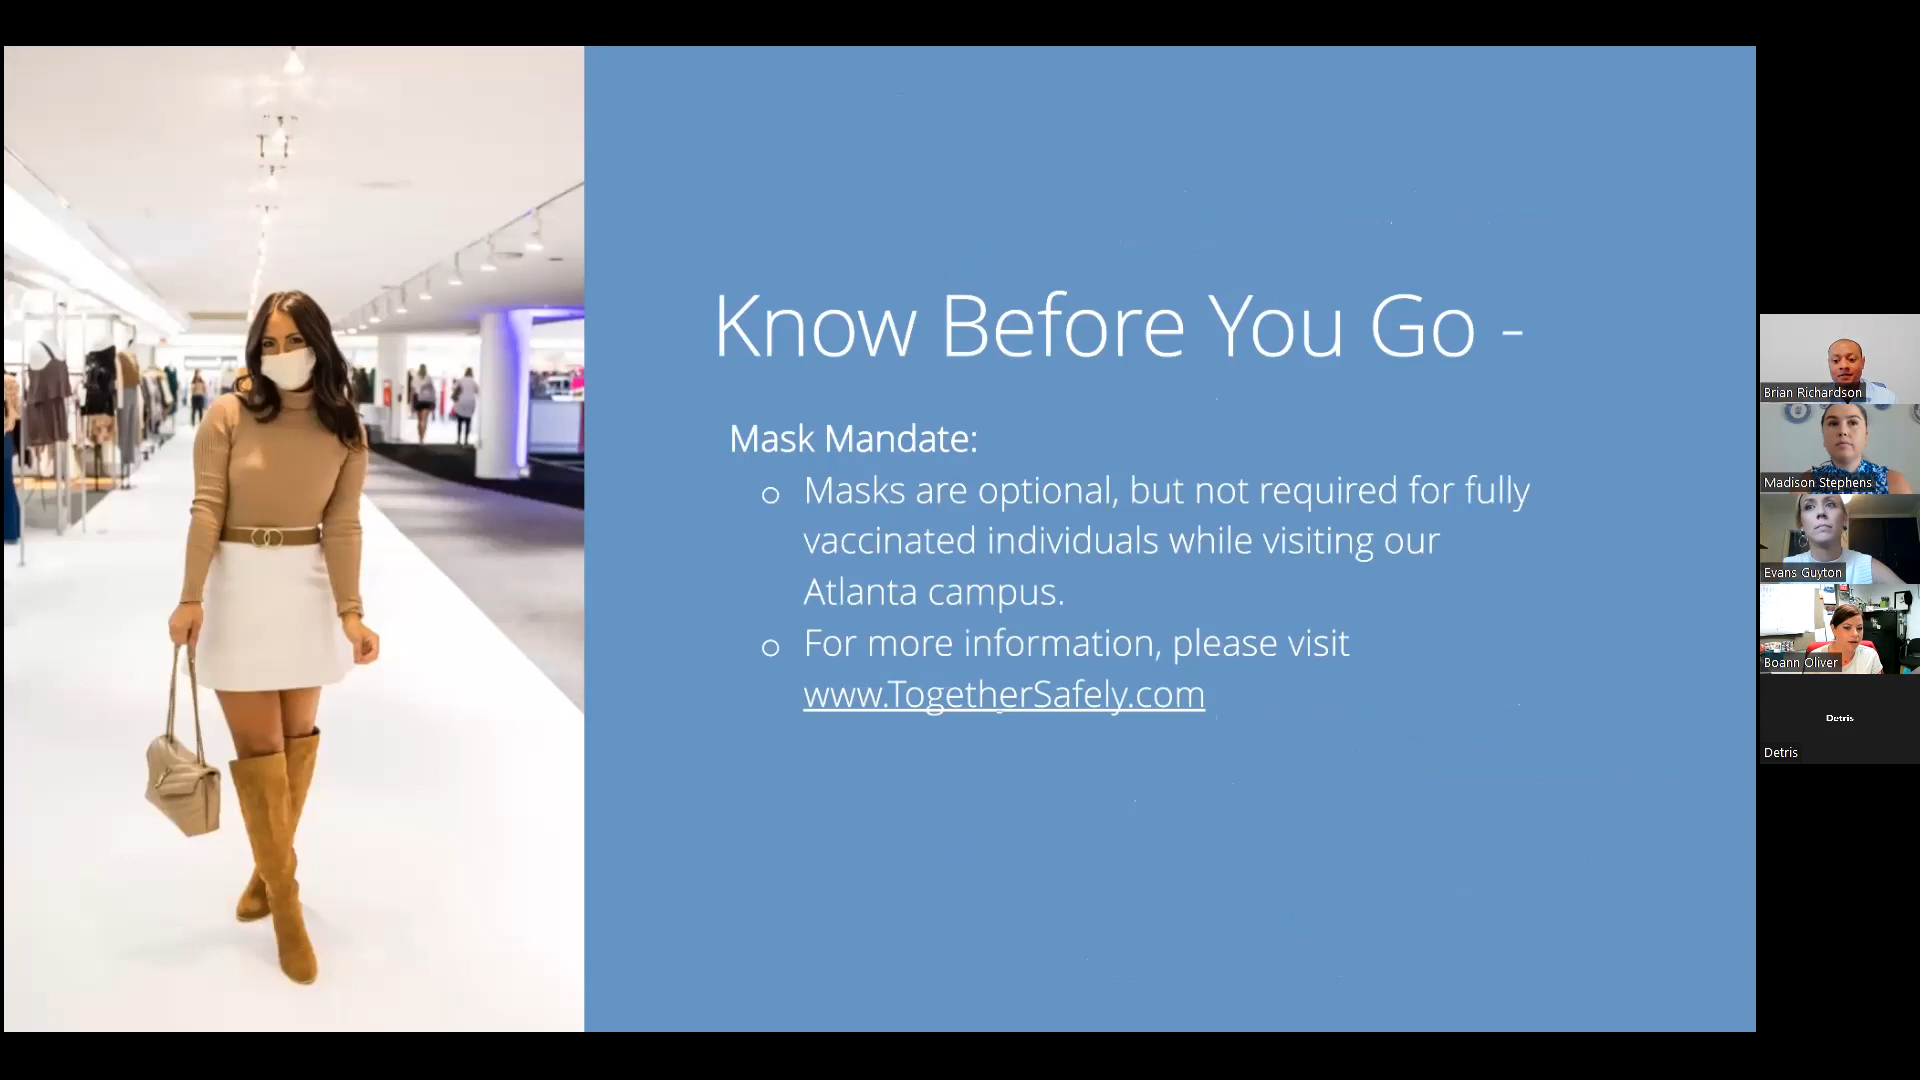 Know Before You Go -
Mask Mandate:
o Masks are optional, but not required for fully
vaccinated individuals while visiting our
Atlanta campus.
o For more information, please visit
www.TogetherSafely.com
Brian Richardson
Madison Stephens
Evans Guyton
Boann Oliver
Detris
Detris